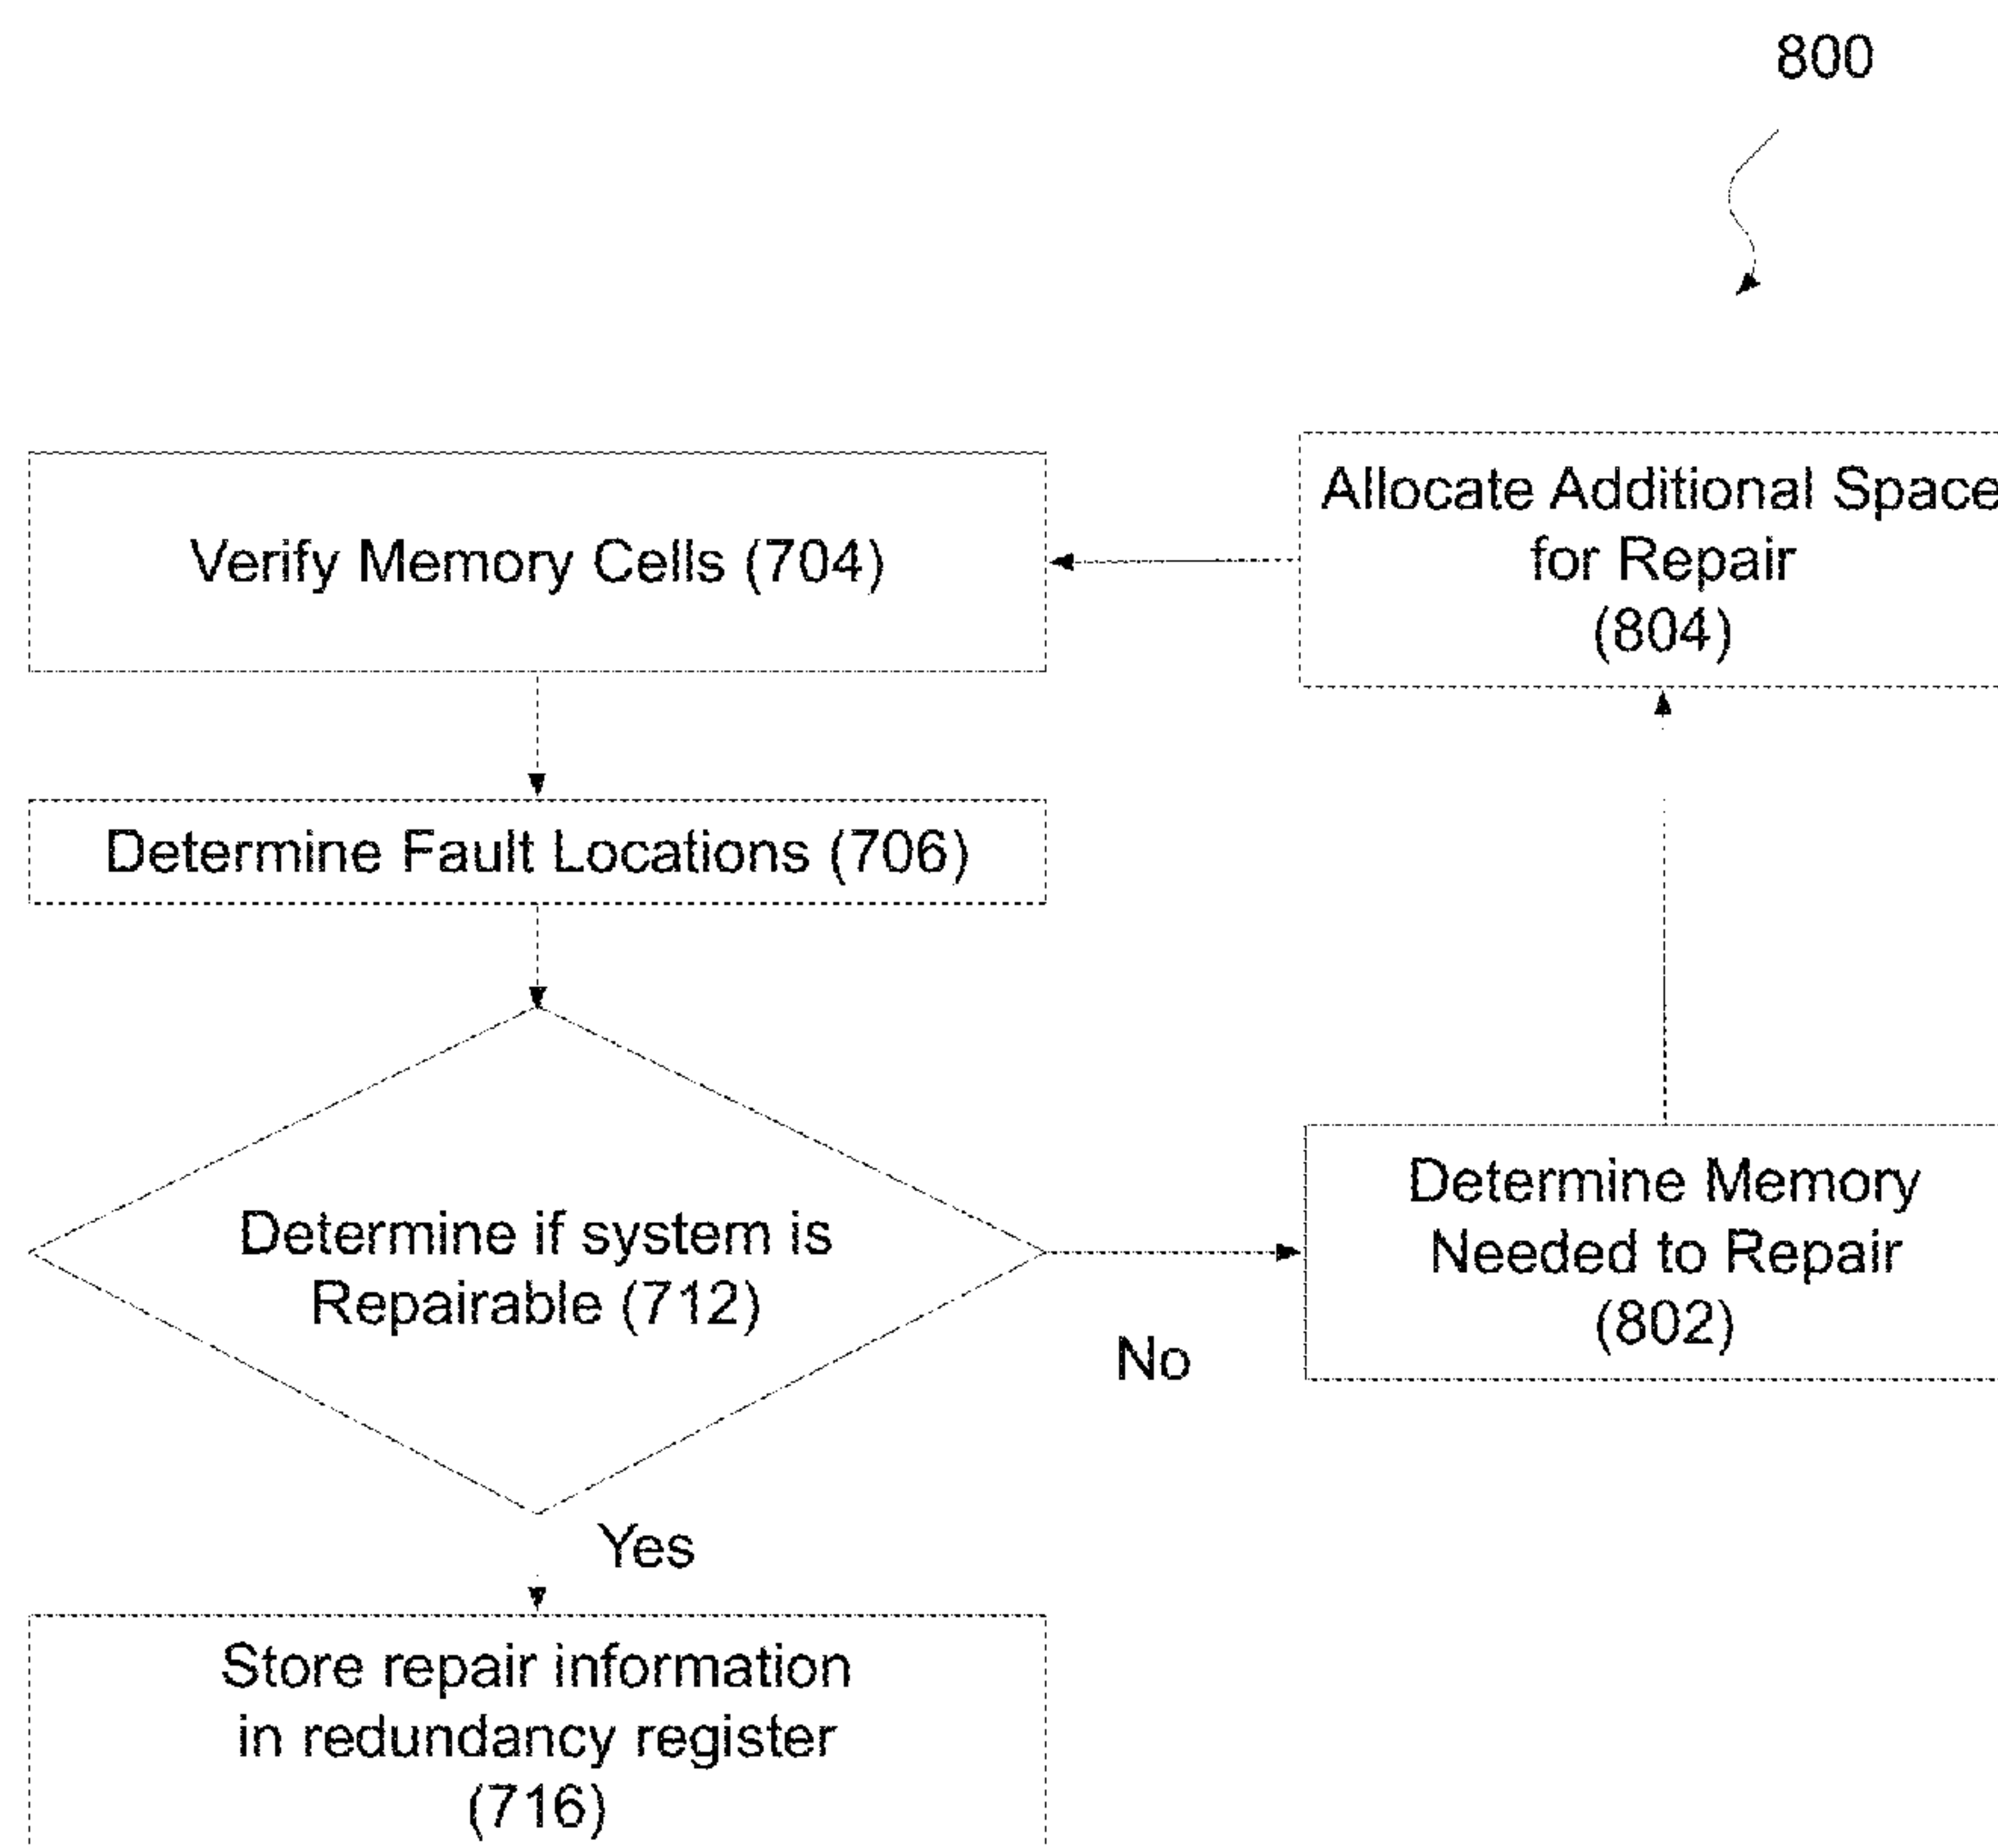 800
Verify Memory Cells (704)
Allocate Additional Space
for Repair
(804)
Determine Fault Locations (706)
Determine if system is
Repairable (712)
No
Determine Memory
Needed to Repair
(802)
Yes
Store repair information
in redundancy register
(716)